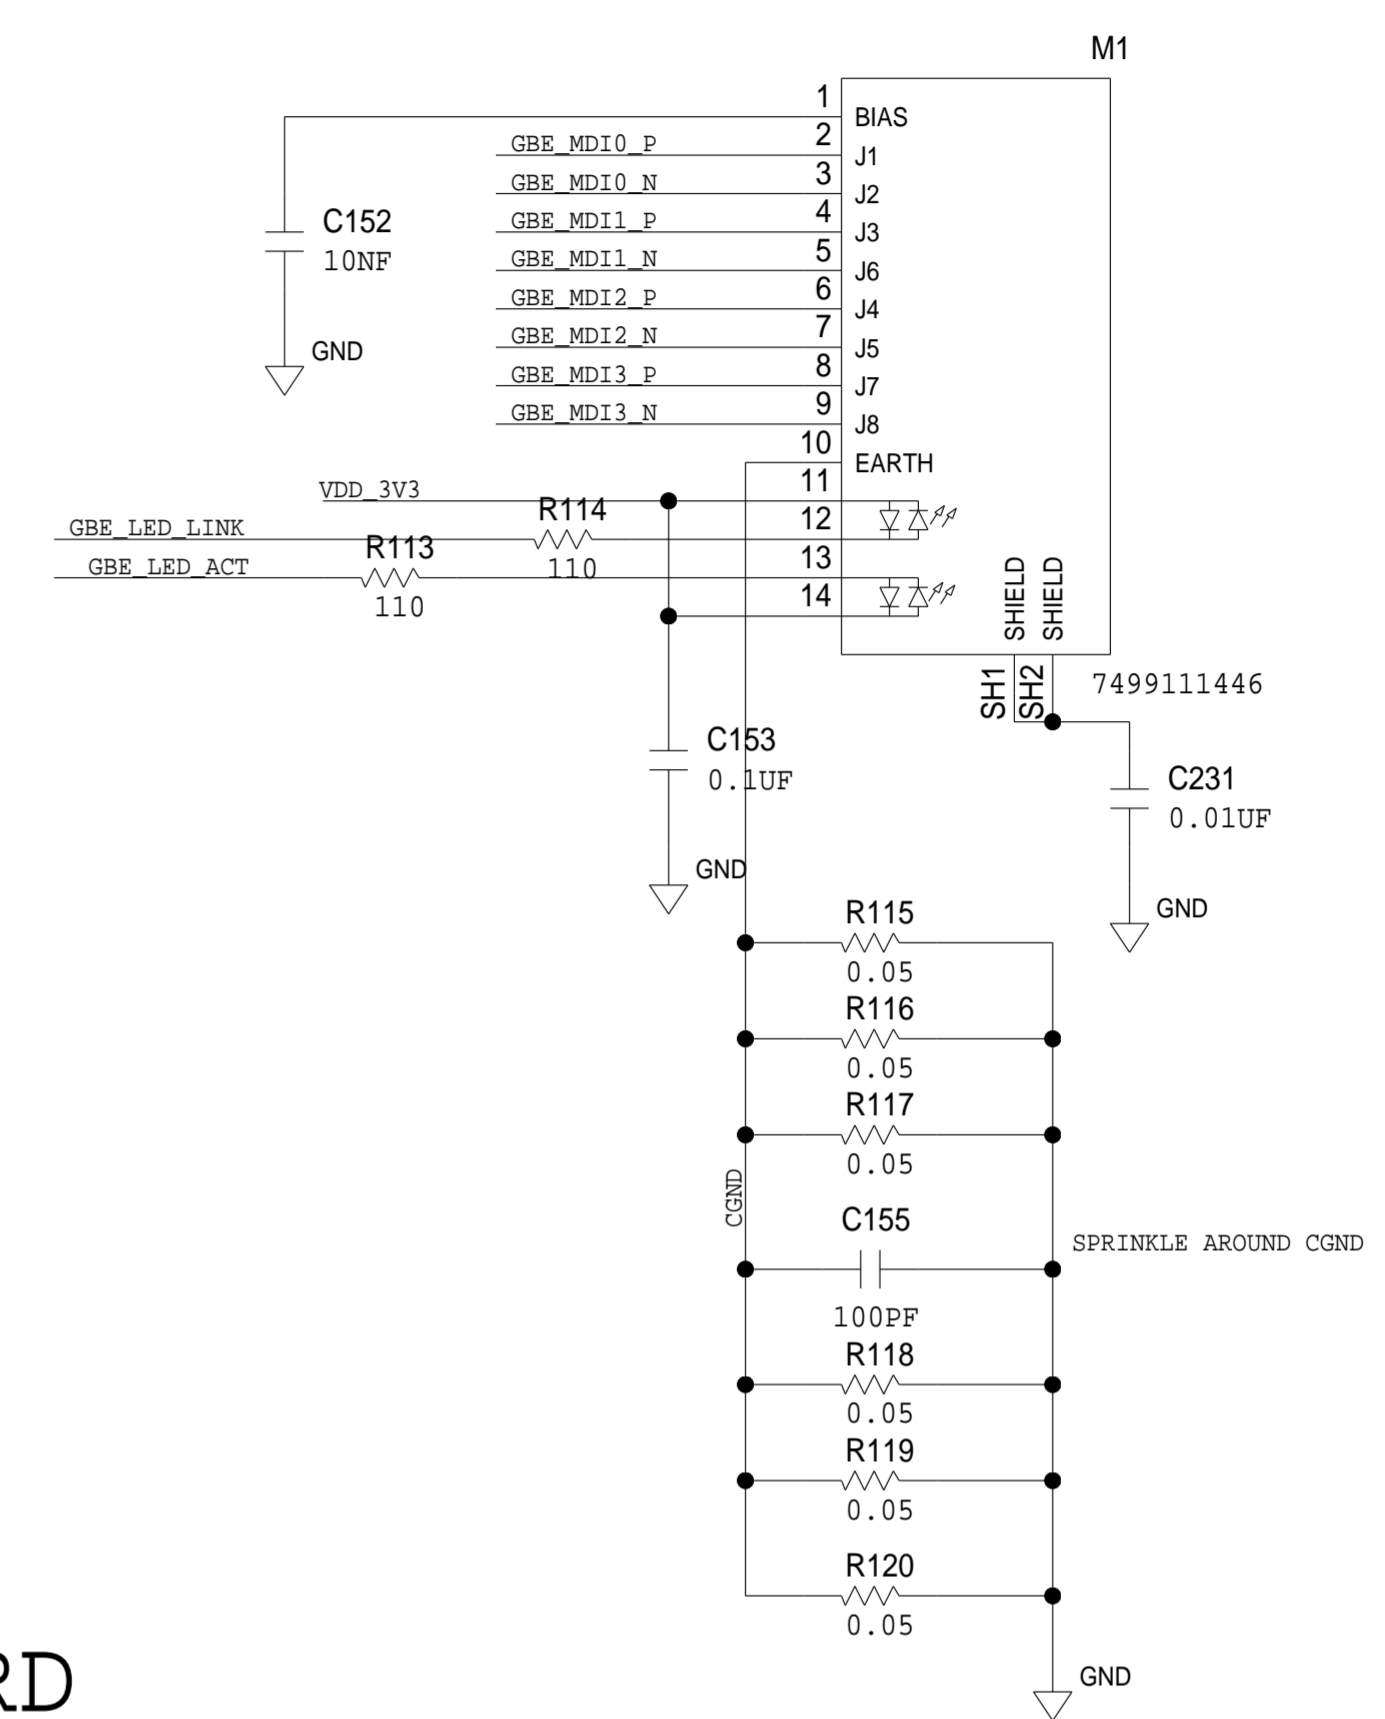 M1
1
BIAS
2
GBE_MDI0_P
J1
3
GBE_MDI0_N
J2
4
GBE_MDI1_P
J3
5
GBE_MDI1_N
J6
6
GBE_MDI2_P
J4
7
GBE_MDI2_N
J5
8
GBE_MDI3_P
J7
9
GBE_MDI3_N
J8
C152
10NF
GND
10
EARTH
11
VDD_3V3
R114
110
12
GBE_LED_LINK
R113
110
13
GBE_LED_ACT
14
SHIELD
SHIELD
SH1
SH2
7499111446
C153
0.1UF
GND
C231
0.01UF
GND
R115
0.05
R116
0.05
R117
0.05
CGND
C155
100PF
SPRINKLE AROUND CGND
R118
0.05
R119
0.05
R120
0.05
GND
RD